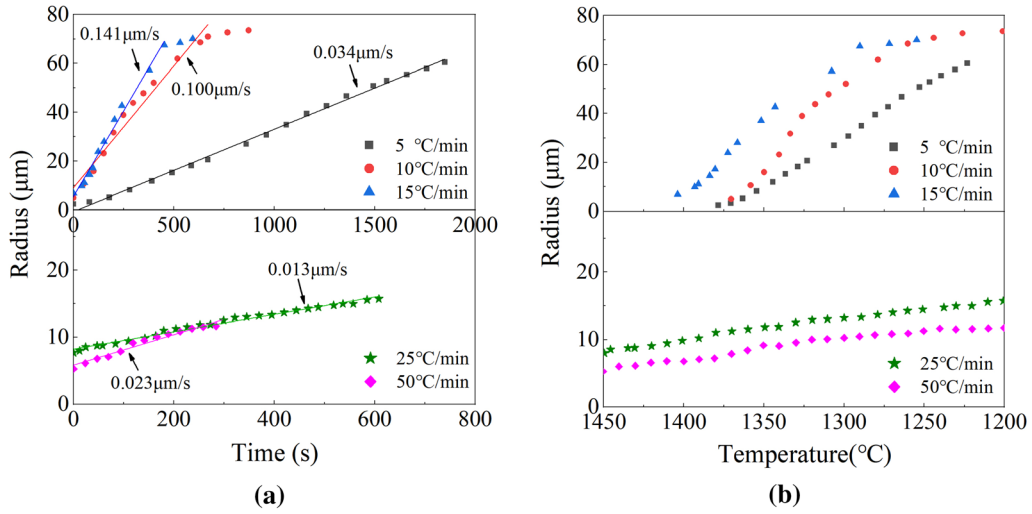 80
60
40
20
0
0.141μm/s
0.100μm/s
0.034μm/s
5 ℃/min
10℃/min
15℃/min
0 500 1000 1500 2000
20
10
0
0.013μm/s
0.023μm/s
25℃/min
50℃/min
0 200 400 600 800
Radius (μm)
Time (s)
(a)
80
60
40
20
0
5 ℃/min
10℃/min
15℃/min
20
10
0
25℃/min
50℃/min
1450 1400 1350 1300 1250 1200
Radius (μm)
Temperature(℃)
(b)